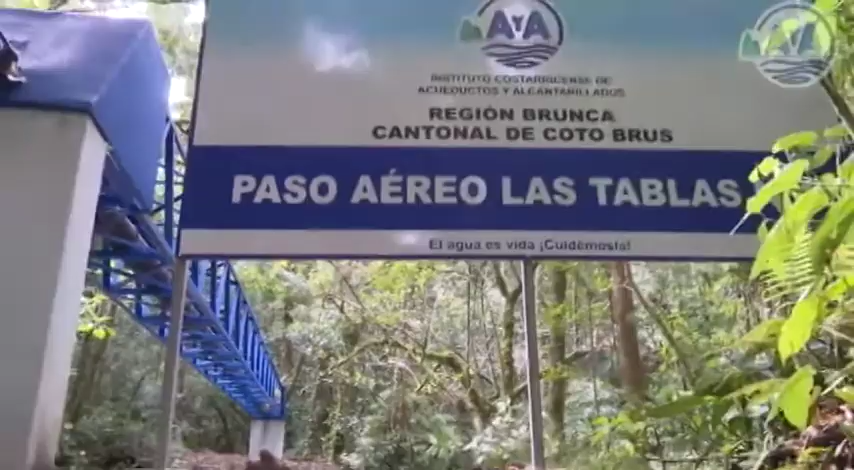 AyA
AyA
INSTITUTO COSTARRICENSE DE
ACUEDUCTOS Y ALCANTARILLADOS
REGIÓN BRUNCA
CANTONAL DE COTO BRUS
PASO AÉREO LAS TABLAS
El agua es vida ¡Cuidémosla!